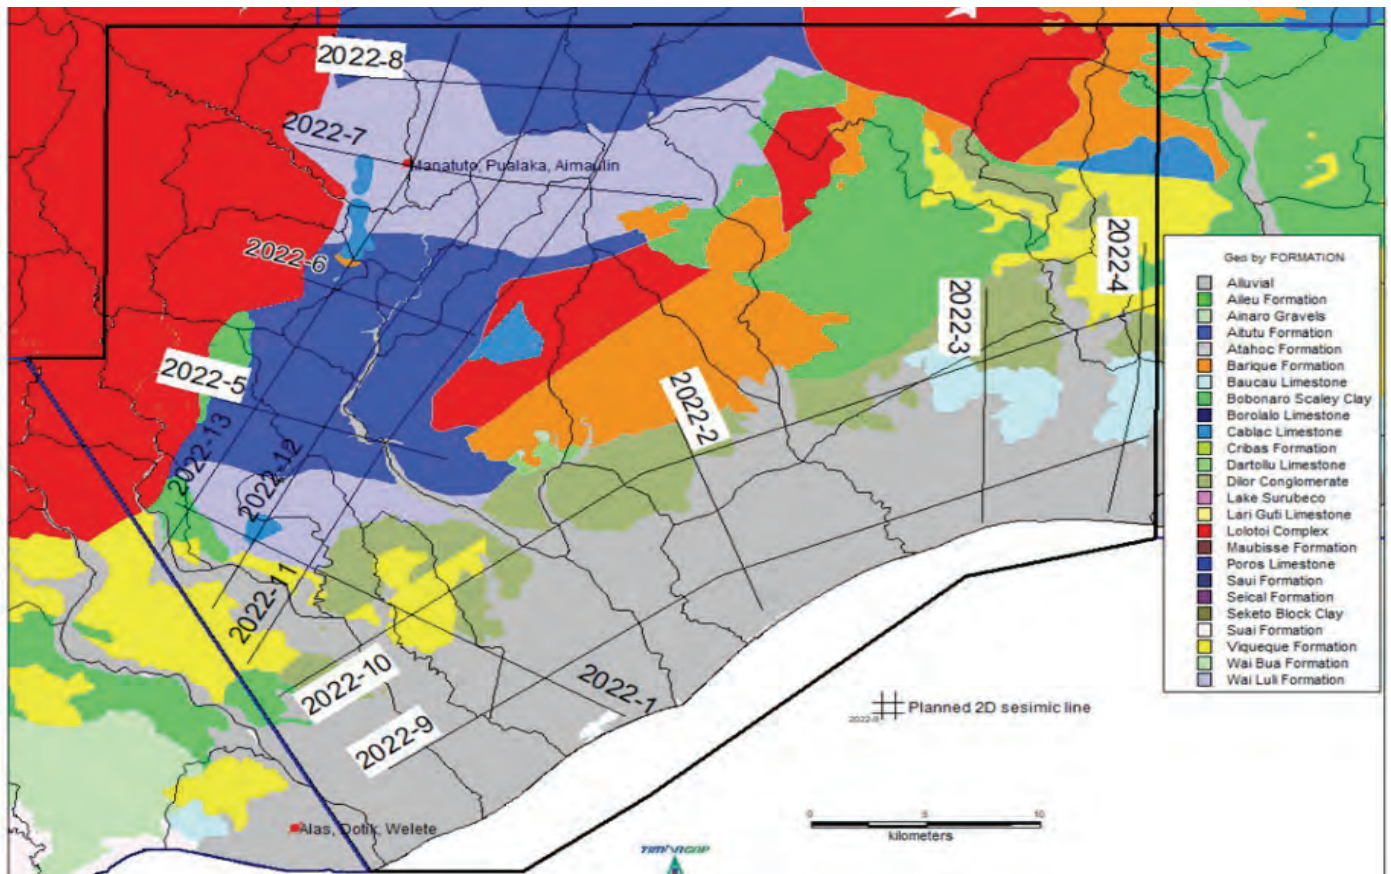 2022-8
2022-7
Manatuto, Pualaka, Aimaulin
2022-6
2022-4
2022-3
2022-5
2022-2
2022-13
2022-12
2022-11
2022-10
2022-1
2022-9
Alas, Dotik, Welete
Geo by FORMATION
Alluvial
Aileu Formation
Ainaro Gravels
Aitutu Formation
Atahoc Formation
Barique Formation
Baucau Limestone
Bobonaro Scaley Clay
Borolalo Limestone
Cablac Limestone
Cribas Formation
Dartollu Limestone
Dilor Conglomerate
Lake Surubeco
Lari Guti Limestone
Lolotoi Complex
Maubisse Formation
Poros Limestone
Saui Formation
Seical Formation
Seketo Block Clay
Suai Formation
Viqueque Formation
Wai Bua Formation
Wai Luli Formation
Planned 2D sesimic line
0 5 10
kilometers
TIMORGAP